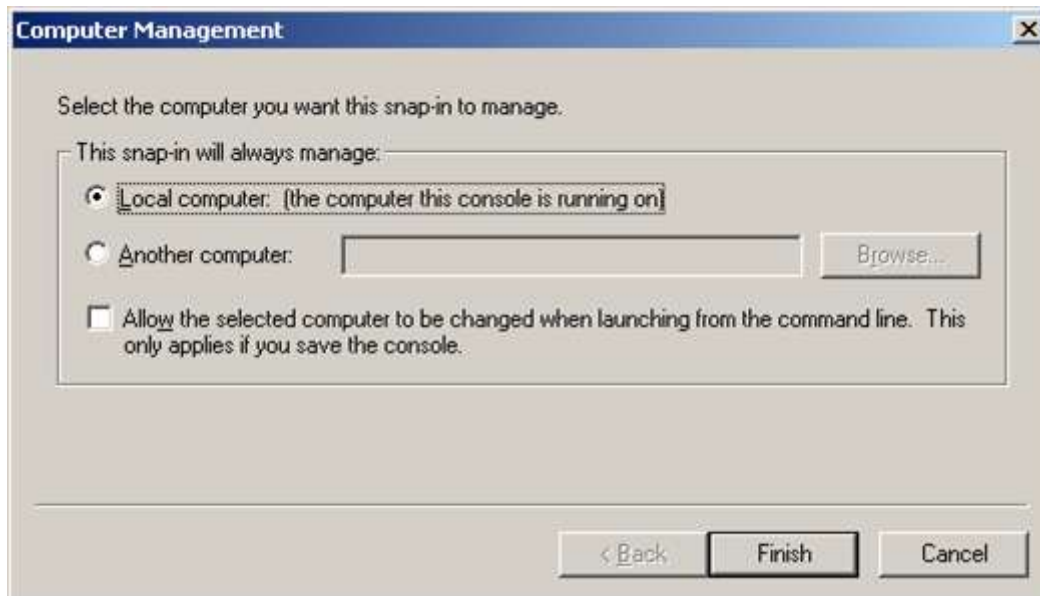 Computer Management
Select the computer you want this snap-in to manage.
This snap-in will always manage:
Local computer:  (the computer this console is running on)
Another computer:
Browse...
Allow the selected computer to be changed when launching from the command line.  This
only applies if you save the console.
< Back
Finish
Cancel